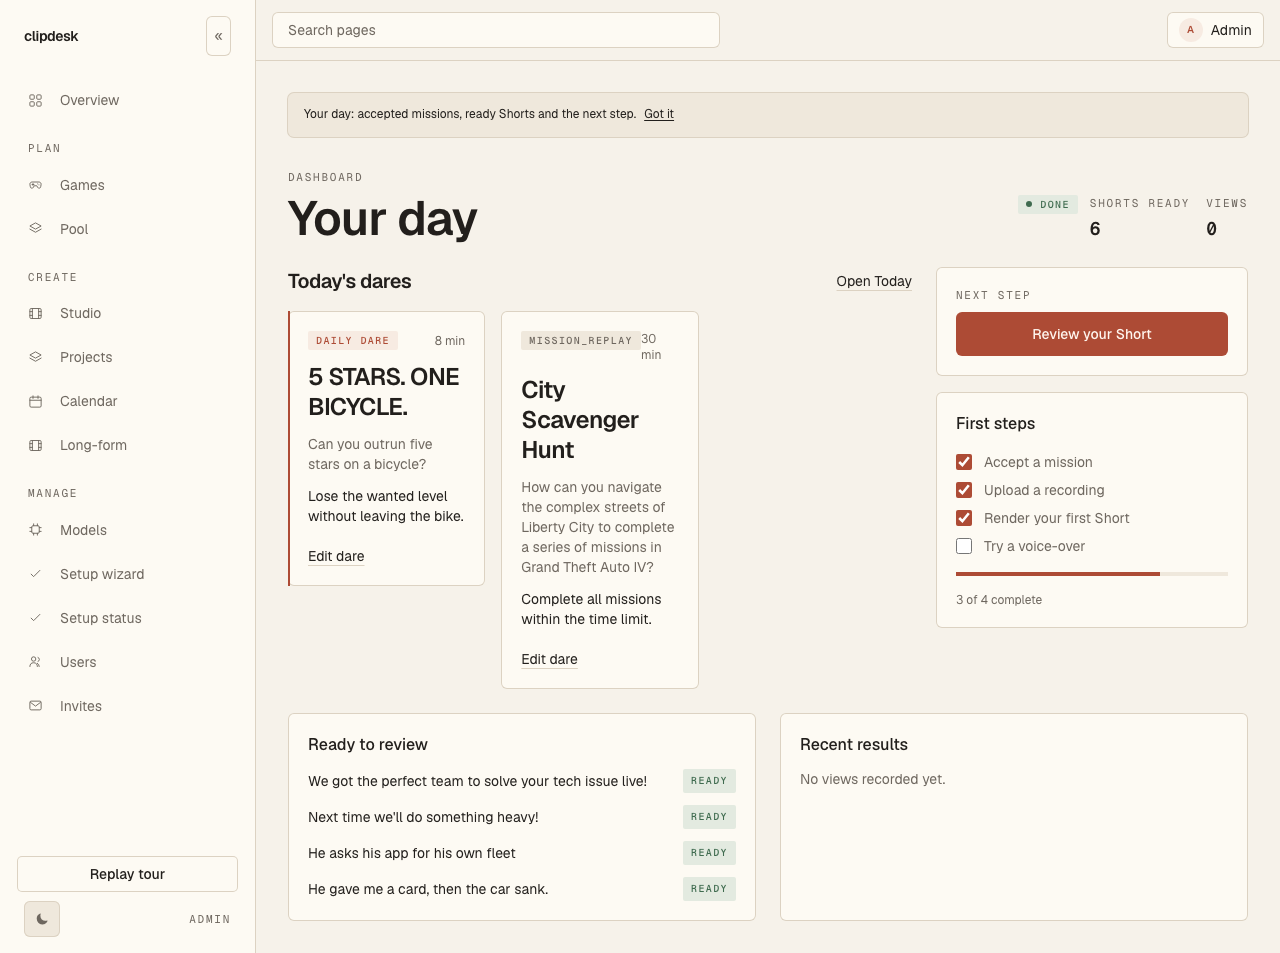 clipdesk
«
Overview
PLAN
Games
Pool
CREATE
Studio
Projects
Calendar
Long-form
MANAGE
Models
Setup wizard
Setup status
Users
Invites
Replay tour
ADMIN
Search pages
A Admin
Your day: accepted missions, ready Shorts and the next step. Got it
DASHBOARD
Your day
DONE
SHORTS READY
6
VIEWS
0
Today's dares
Open Today
DAILY DARE
8 min
5 STARS. ONE
BICYCLE.
Can you outrun five
stars on a bicycle?
Lose the wanted level
without leaving the bike.
Edit dare
MISSION_REPLAY
30
min
City
Scavenger
Hunt
How can you navigate
the complex streets of
Liberty City to complete
a series of missions in
Grand Theft Auto IV?
Complete all missions
within the time limit.
Edit dare
NEXT STEP
Review your Short
First steps
Accept a mission
Upload a recording
Render your first Short
Try a voice-over
3 of 4 complete
Ready to review
We got the perfect team to solve your tech issue live! READY
Next time we'll do something heavy! READY
He asks his app for his own fleet READY
He gave me a card, then the car sank. READY
Recent results
No views recorded yet.